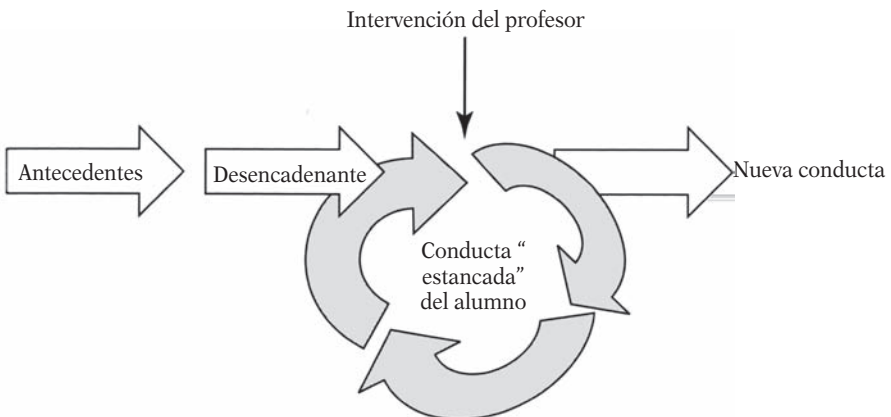 Intervención del profesor
Antecedentes
Desencadenante
Nueva conducta
Conducta “
estancada”
del alumno